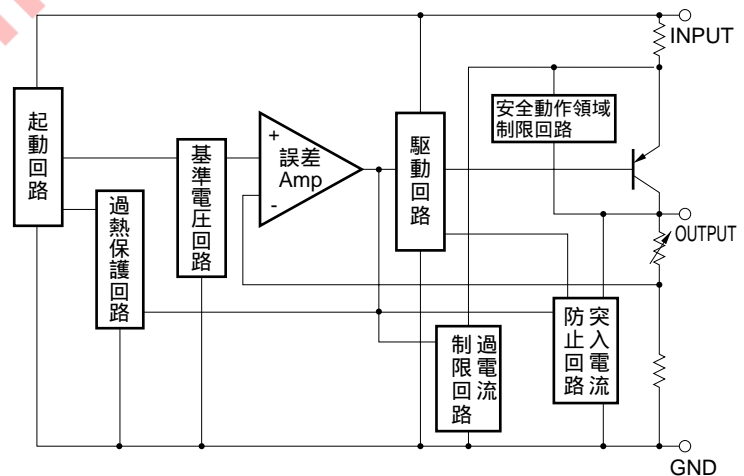 INPUT
起動回路
過熱保護回路
基準電圧回路
+
誤差
Amp
-
駆動回路
安全動作領域
制限回路
OUTPUT
過電流
制限回路
突入電流
防止回路
GND